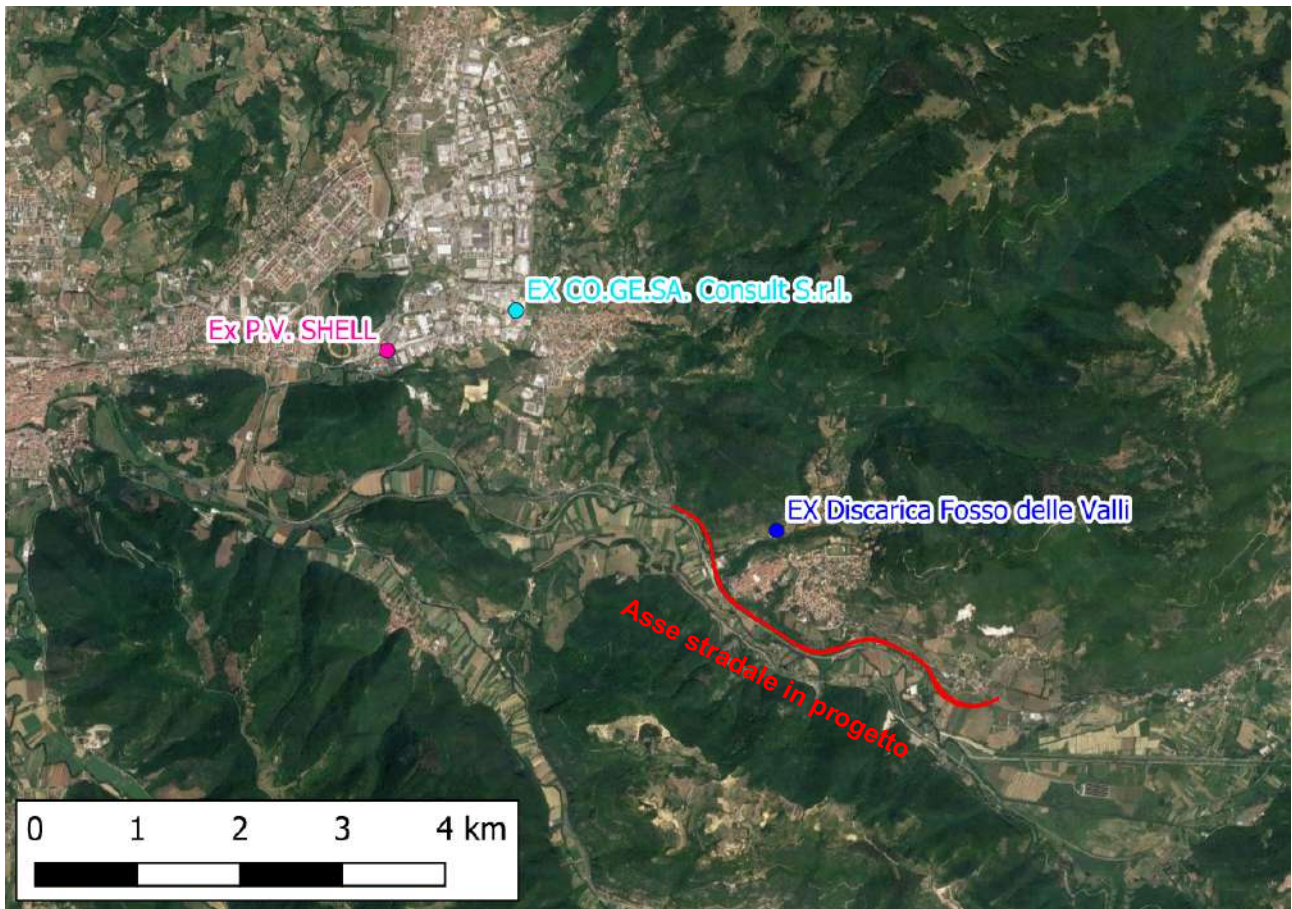 EX CO.GE.SA. Consult S.r.l.
Ex P.V. SHELL
EX Discarica Fosso delle Valli
Asse stradale in progetto
0 1 2 3 4 km